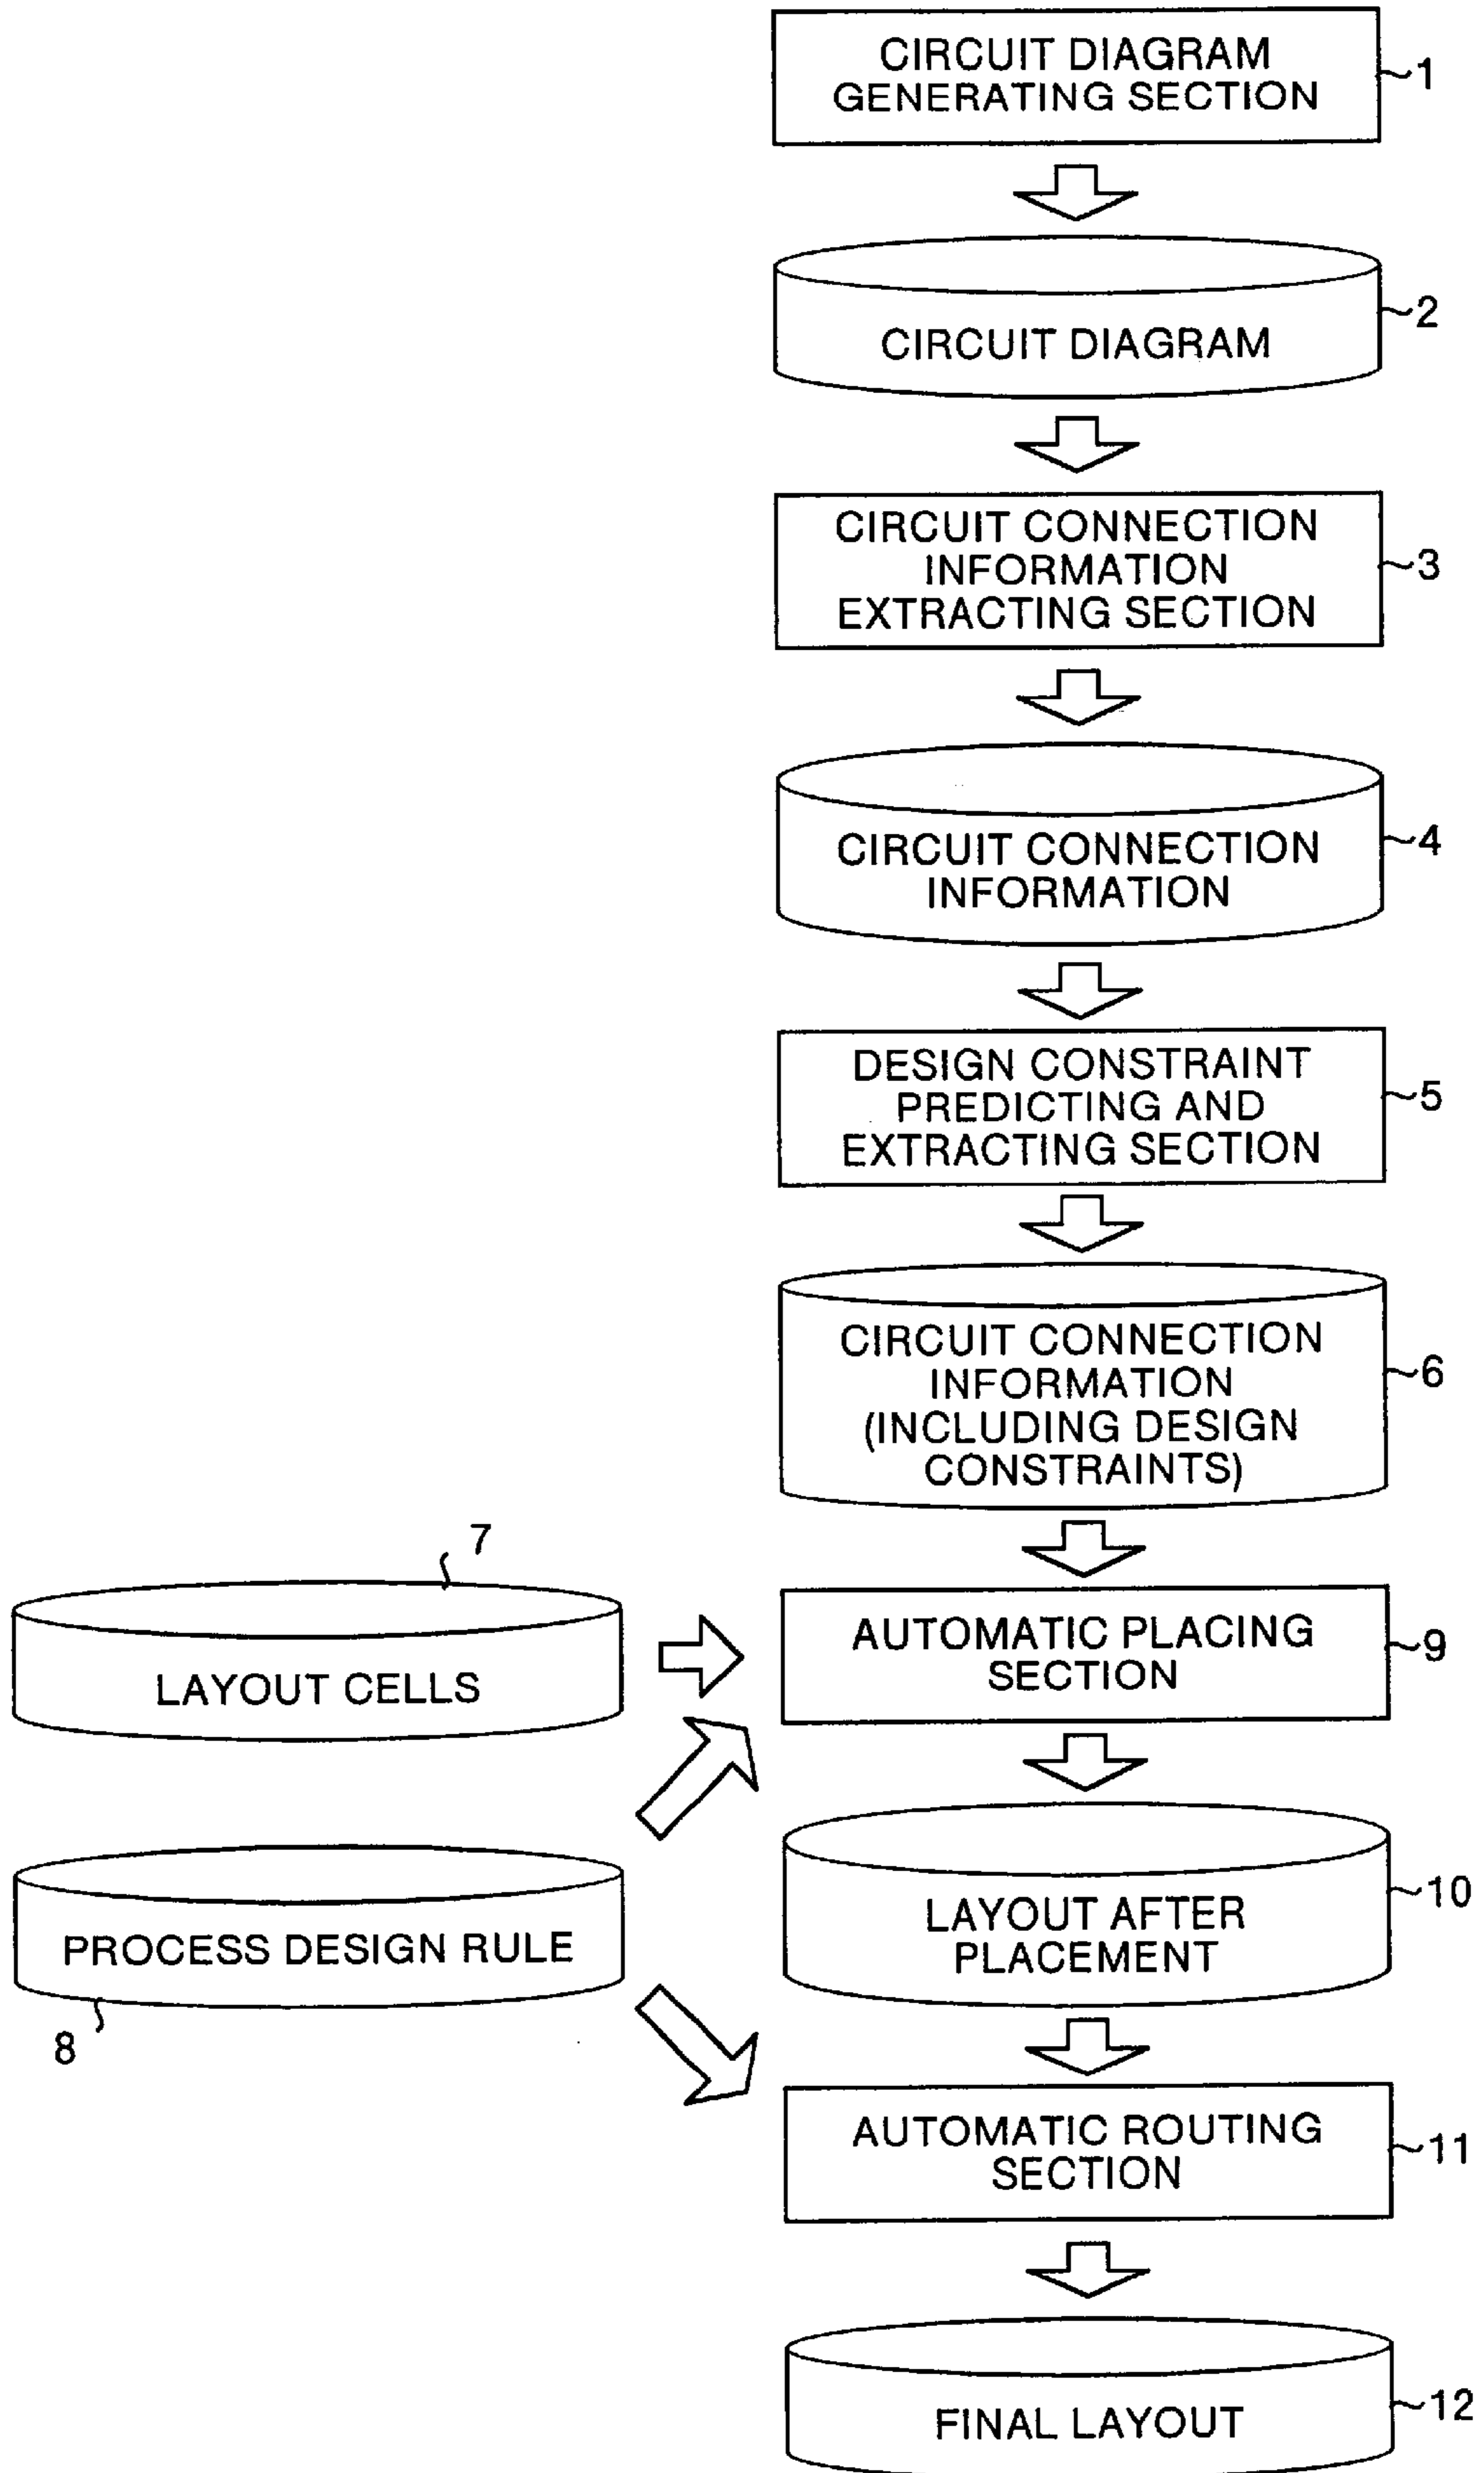 CIRCUIT DIAGRAM
GENERATING SECTION
1
CIRCUIT DIAGRAM
2
CIRCUIT CONNECTION
INFORMATION
EXTRACTING SECTION
3
CIRCUIT CONNECTION
INFORMATION
4
DESIGN CONSTRAINT
PREDICTING AND
EXTRACTING SECTION
5
CIRCUIT CONNECTION
INFORMATION
(INCLUDING DESIGN
CONSTRAINTS)
6
7
LAYOUT CELLS
AUTOMATIC PLACING
SECTION
9
PROCESS DESIGN RULE
8
LAYOUT AFTER
PLACEMENT
10
AUTOMATIC ROUTING
SECTION
11
FINAL LAYOUT
12